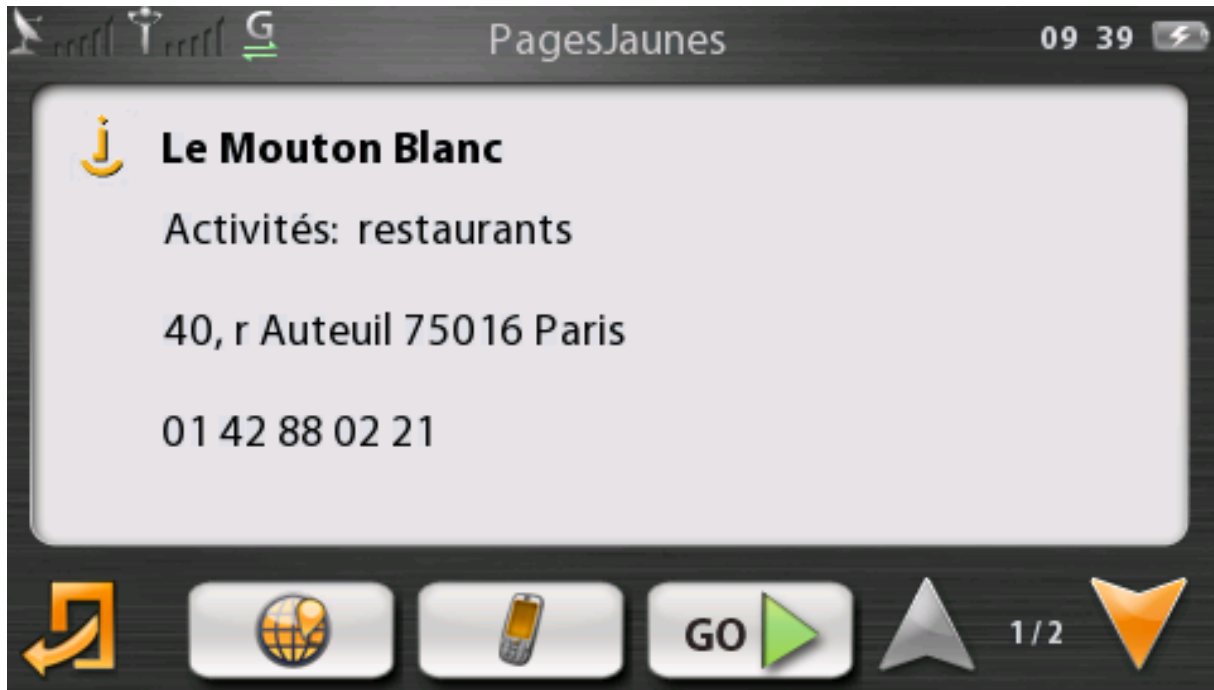 G PagesJaunes 09 39
Le Mouton Blanc
Activités: restaurants
40, r Auteuil 75016 Paris
01 42 88 02 21
GO 1/2